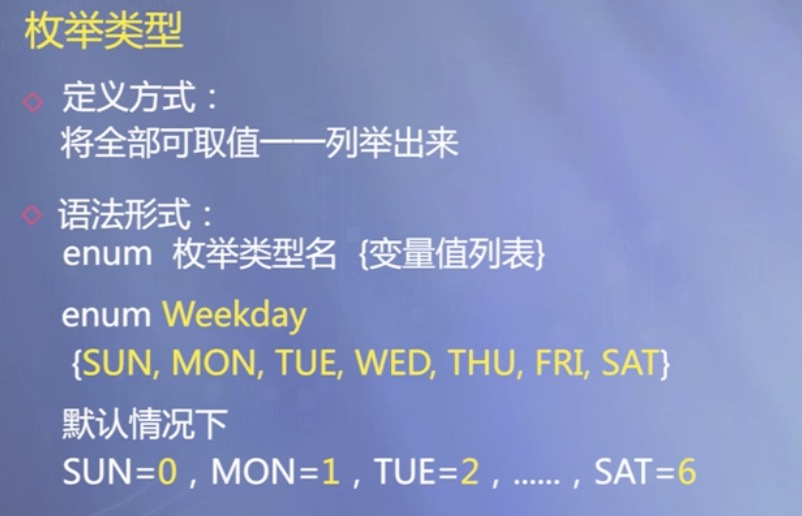 枚举类型
定义方式：
将全部可取值一一列举出来
语法形式：
enum 枚举类型名 {变量值列表}
enum Weekday
{SUN, MON, TUE, WED, THU, FRI, SAT}
默认情况下
SUN=0，MON=1，TUE=2，......，SAT=6